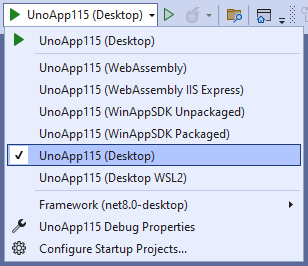 UnoApp115 (Desktop)
UnoApp115 (Desktop)
UnoApp115 (WebAssembly)
UnoApp115 (WebAssembly IIS Express)
UnoApp115 (WinAppSDK Unpackaged)
UnoApp115 (WinAppSDK Packaged)
UnoApp115 (Desktop)
UnoApp115 (Desktop WSL2)
Framework (net8.0-desktop)
UnoApp115 Debug Properties
Configure Startup Projects...